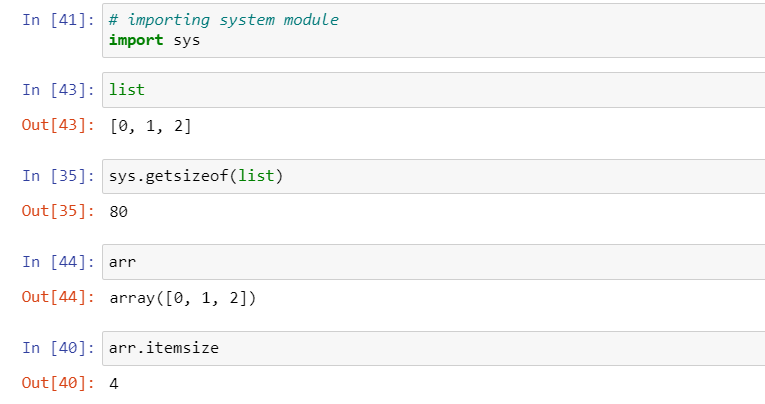 In [41]: # importing system module
import sys
In [43]: list
Out[43]: [0, 1, 2]
In [35]: sys.getsizeof(list)
Out[35]: 80
In [44]: arr
Out[44]: array([0, 1, 2])
In [40]: arr.itemsize
Out[40]: 4